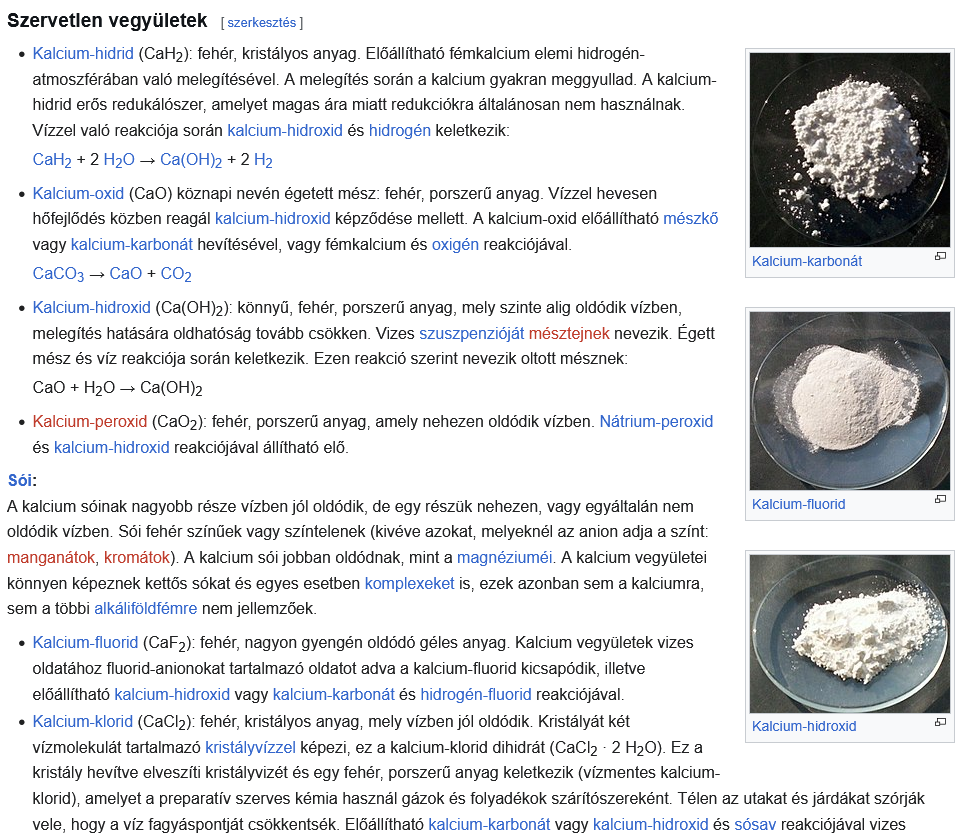 Szervetlen vegyületek [ szerkesztés ]
• Kalcium-hidrid (CaH₂): fehér, kristályos anyag. Előállítható fémkalcium elemi hidrogén-
atmoszférában való melegítésével. A melegítés során a kalcium gyakran meggyullad. A kalcium-
hidrid erős redukálószer, amelyet magas ára miatt redukciókra általánosan nem használnak.
Vízzel való reakciója során kalcium-hidroxid és hidrogén keletkezik:
CaH₂ + 2 H₂O → Ca(OH)₂ + 2 H₂
• Kalcium-oxid (CaO) köznapi nevén égetett mész: fehér, porszerű anyag. Vízzel hevesen
hőfejlődés közben reagál kalcium-hidroxid képződése mellett. A kalcium-oxid előállítható mészkő
vagy kalcium-karbonát hevítésével, vagy fémkalcium és oxigén reakciójával.
CaCO₃ → CaO + CO₂
• Kalcium-hidroxid (Ca(OH)₂): könnyű, fehér, porszerű anyag, mely szinte alig oldódik vízben,
melegítés hatására oldhatóság tovább csökken. Vizes szuszpenzióját mésztejnek nevezik. Égett
mész és víz reakciója során keletkezik. Ezen reakció szerint nevezik oltott mésznek:
CaO + H₂O → Ca(OH)₂
• Kalcium-peroxid (CaO₂): fehér, porszerű anyag, amely nehezen oldódik vízben. Nátrium-peroxid
és kalcium-hidroxid reakciójával állítható elő.
Sói:
A kalcium sóinak nagyobb része vízben jól oldódik, de egy részük nehezen, vagy egyáltalán nem
oldódik vízben. Sói fehér színűek vagy színtelenek (kivéve azokat, melyeknél az anion adja a színt:
manganátok, kromátok). A kalcium sói jobban oldódnak, mint a magnéziuméi. A kalcium vegyületei
könnyen képeznek kettős sókat és egyes esetben komplexeket is, ezek azonban sem a kalciumra,
sem a többi alkáliföldfémre nem jellemzőek.
• Kalcium-fluorid (CaF₂): fehér, nagyon gyengén oldódó géles anyag. Kalcium vegyületek vizes
oldatához fluorid-anionokat tartalmazó oldatot adva a kalcium-fluorid kicsapódik, illetve
előállítható kalcium-hidroxid vagy kalcium-karbonát és hidrogén-fluorid reakciójával.
• Kalcium-klorid (CaCl₂): fehér, kristályos anyag, mely vízben jól oldódik. Kristályát két
vízmolekulát tartalmazó kristályvízzel képezi, ez a kalcium-klorid dihidrát (CaCl₂ · 2 H₂O). Ez a
kristály hevítve elveszíti kristályvizét és egy fehér, porszerű anyag keletkezik (vízmentes kalcium-
klorid), amelyet a preparatív szerves kémia használ gázok és folyadékok szárítószereként. Télen az utakat és járdákat szórják
vele, hogy a víz fagyáspontját csökkentsék. Előállítható kalcium-karbonát vagy kalcium-hidroxid és sósav reakciójával vizes
Kalcium-karbonát
Kalcium-fluorid
Kalcium-hidroxid